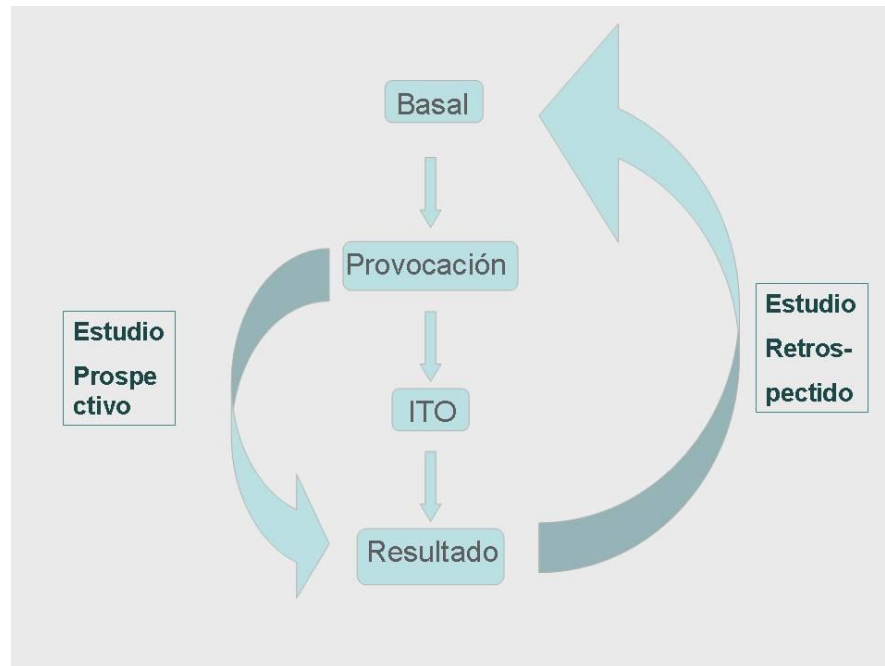 Basal
Provocación
Estudio
Prospe
ctivo
Estudio
Retros-
pectido
ITO
Resultado